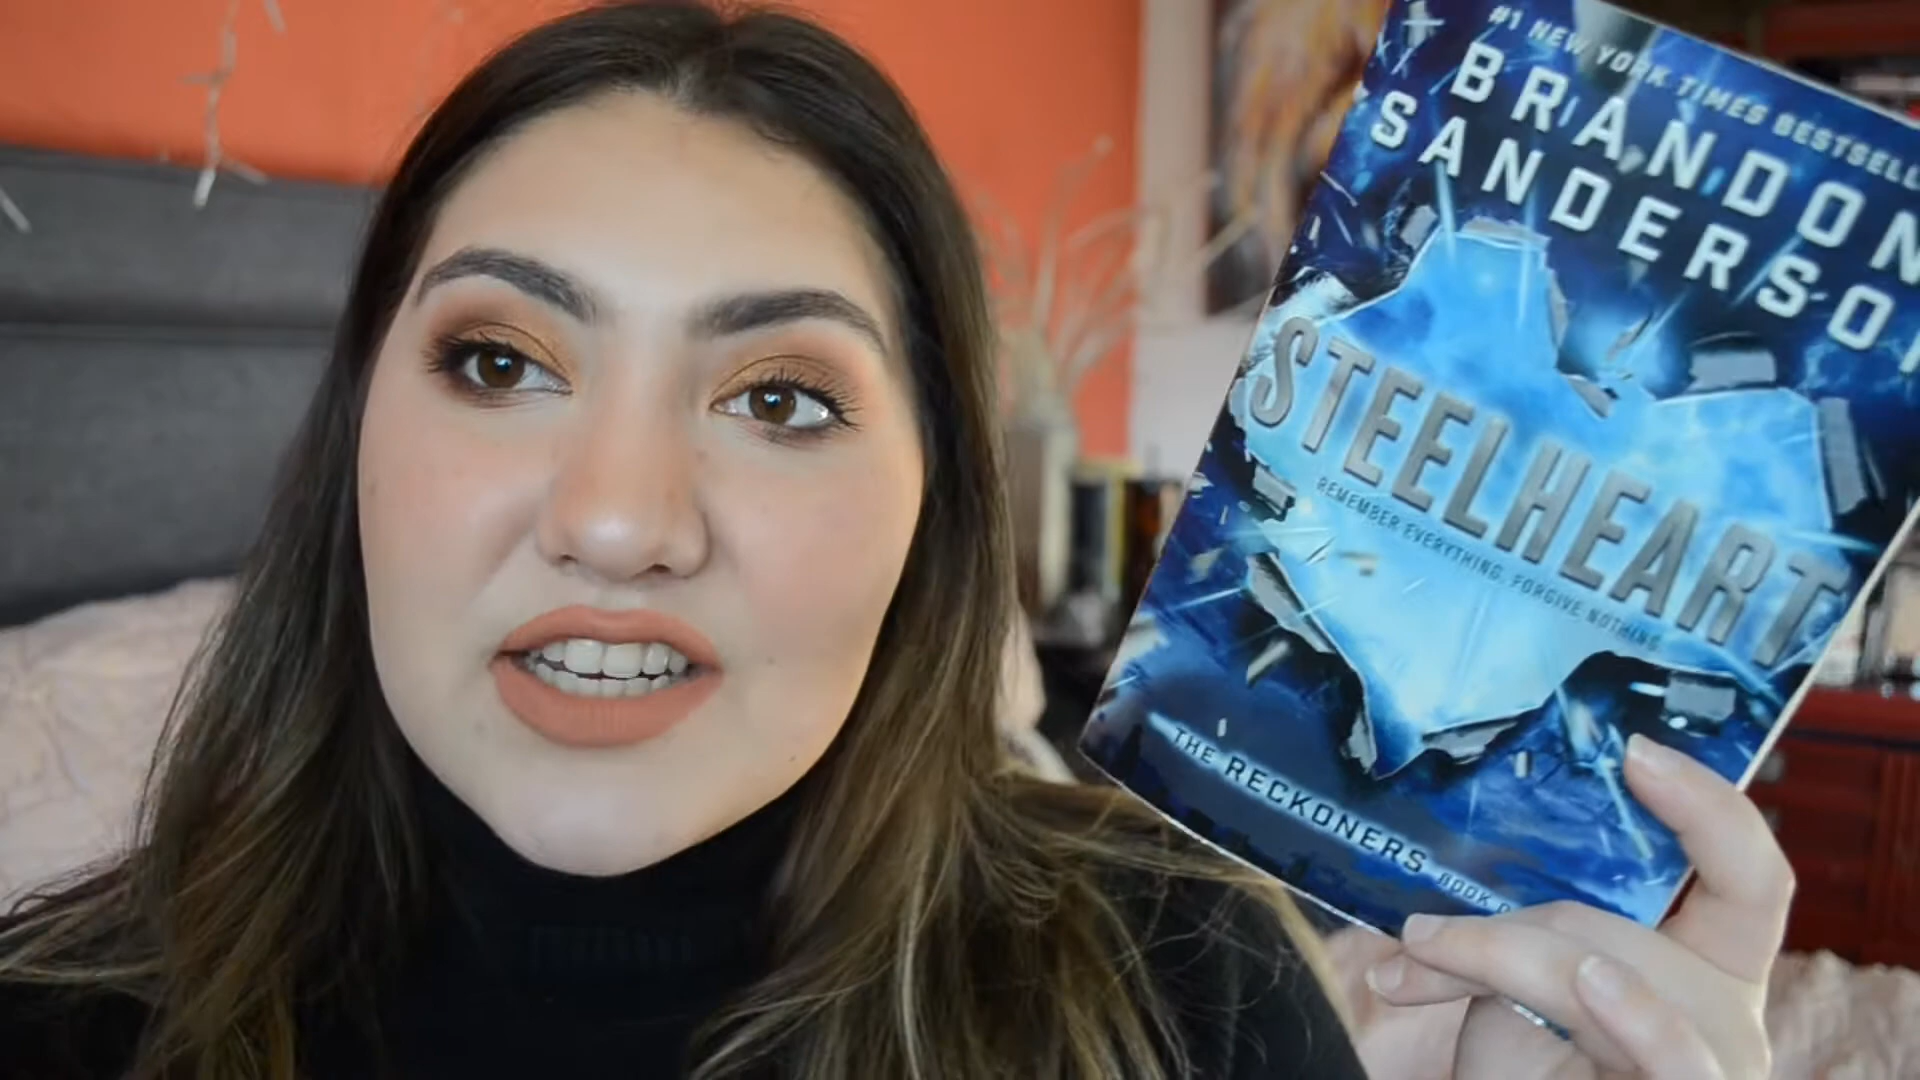 #1 NEW YORK TIMES BESTSELL
BRANDON
SANDERSO
STEELHEART
REMEMBER EVERYTHING. FORGIVE NOTHING.
THE RECKONERS BOOK